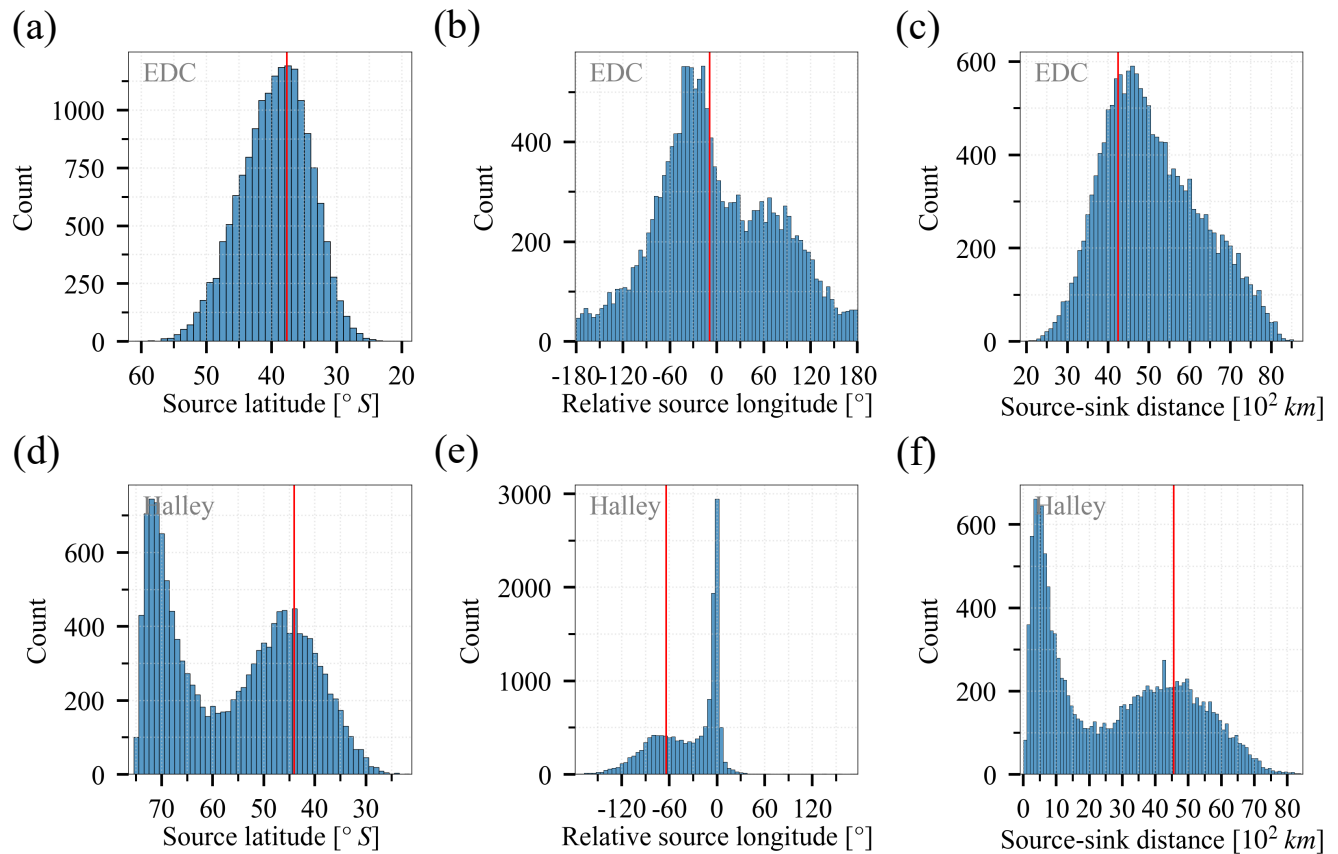 (a)
EDC
Count
1000
750
500
250
0
60 50 40 30 20
Source latitude [° S]
(b)
EDC
Count
400
200
0
-180 -120 -60 0 60 120 180
Relative source longitude [°]
(c)
EDC
Count
600
400
200
0
20 30 40 50 60 70 80
Source-sink distance [10² km]
(d)
Halley
Count
600
400
200
0
70 60 50 40 30
Source latitude [° S]
(e)
Halley
Count
3000
2000
1000
0
-120 -60 0 60 120
Relative source longitude [°]
(f)
Halley
Count
600
400
200
0
0 10 20 30 40 50 60 70 80
Source-sink distance [10² km]